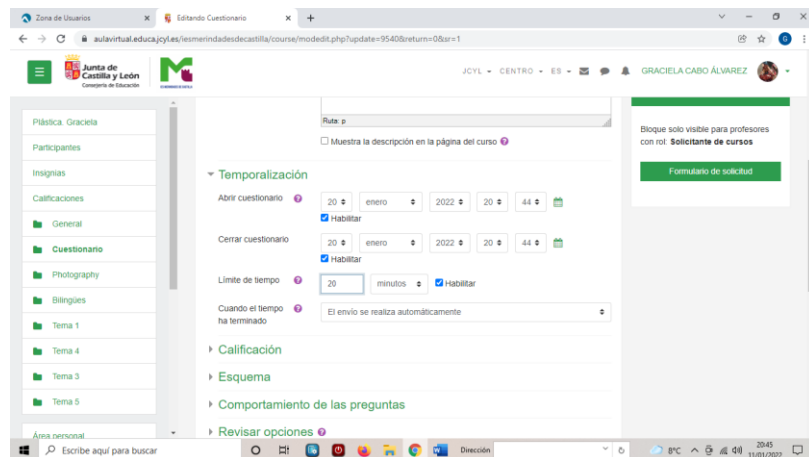 Zona de Usuarios
Editando Cuestionario
aulavirtual.educa.jcyl.es/iesmerindadesdecastilla/course/modedit.php?update=9540&return=0&sr=1
G
Junta de
Castilla y León
Consejería de Educación
JCYL CENTRO ES
GRACIELA CABO ÁLVAREZ
Plástica. Graciela
Participantes
Insignias
Calificaciones
General
Cuestionario
Photography
Bilingües
Tema 1
Tema 4
Tema 3
Tema 5
Área personal
Ruta: p
Muestra la descripción en la página del curso
Temporalización
Abrir cuestionario 20 enero 2022 20 44
Habilitar
Cerrar cuestionario 20 enero 2022 20 44
Habilitar
Límite de tiempo 20 minutos Habilitar
Cuando el tiempo
ha terminado
El envío se realiza automáticamente
Calificación
Esquema
Comportamiento de las preguntas
Revisar opciones
Bloque solo visible para profesores
con rol: Solicitante de cursos
Formulario de solicitud
Escribe aquí para buscar
Dirección
8°C
20:45
11/01/2022